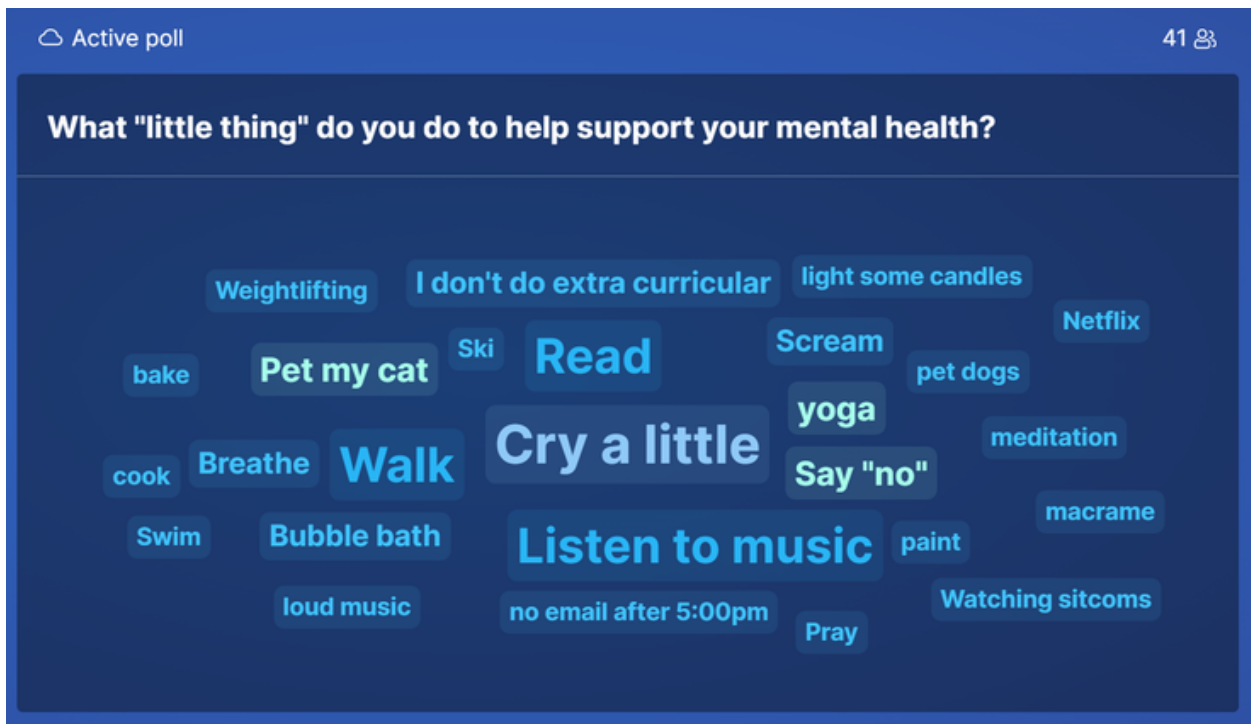 Active poll
41
What "little thing" do you do to help support your mental health?
Weightlifting
I don't do extra curricular
light some candles
Netflix
bake
Pet my cat
Ski
Read
Scream
pet dogs
yoga
cook
Breathe
Walk
Cry a little
Say "no"
meditation
Swim
Bubble bath
Listen to music
paint
macrame
loud music
no email after 5:00pm
Pray
Watching sitcoms